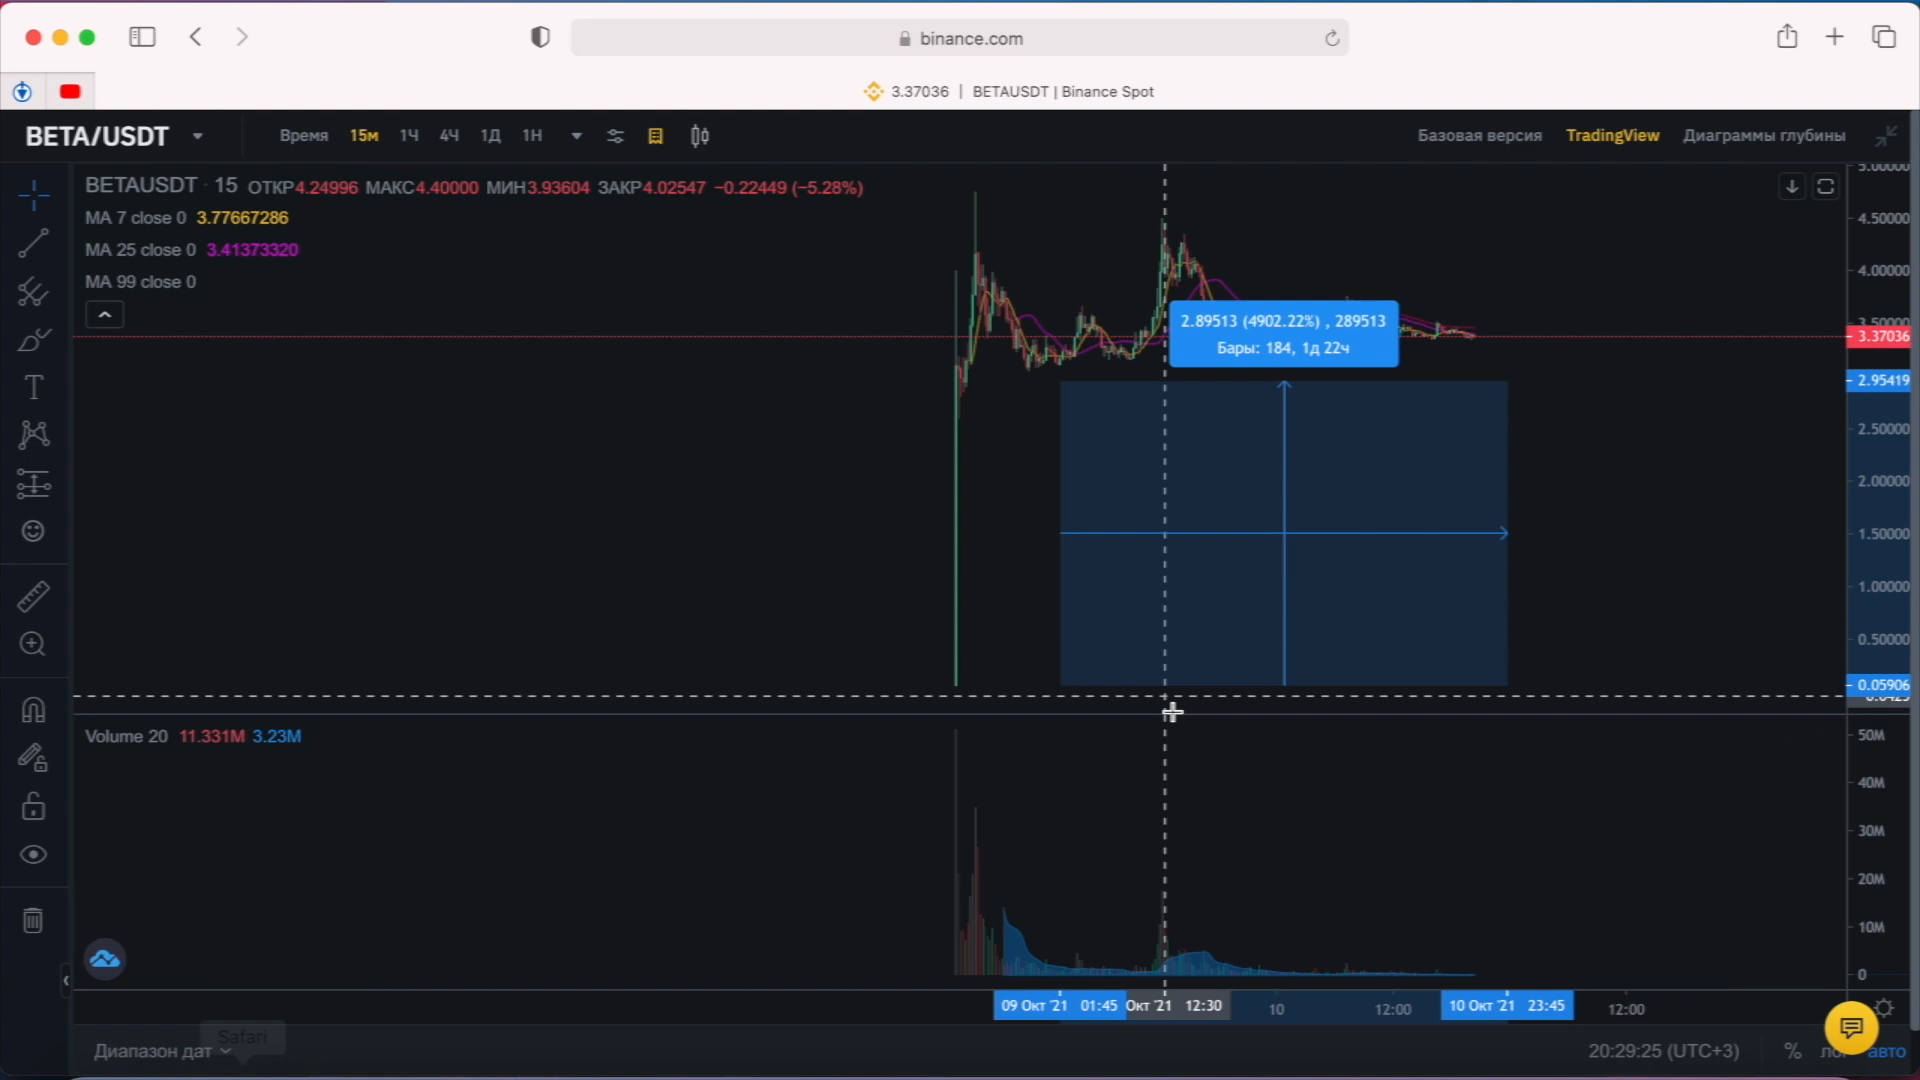 binance.com
3.37036 | BETAUSDT | Binance Spot
BETA/USDT
Время 15м 1Ч 4Ч 1Д 1Н
Базовая версия TradingView Диаграммы глубины
BETAUSDT · 15 ОТКР4.24996 МАКС4.40000 МИН3.93604 ЗАКР4.02547 −0.22449 (−5.28%)
MA 7 close 0 3.77667286
MA 25 close 0 3.41373320
MA 99 close 0
2.89513 (4902.22%) , 289513
Бары: 184, 1д 22ч
5.00000
4.50000
4.00000
3.50000
3.37036
2.95419
2.50000
2.00000
1.50000
1.00000
0.50000
0.05906
Volume 20 11.331M 3.23M
50M
40M
30M
20M
10M
0
09 Окт '21 01:45 Окт '21 12:30 10 12:00 10 Окт '21 23:45 12:00
Safari
Диапазон дат
20:29:25 (UTC+3) % авто